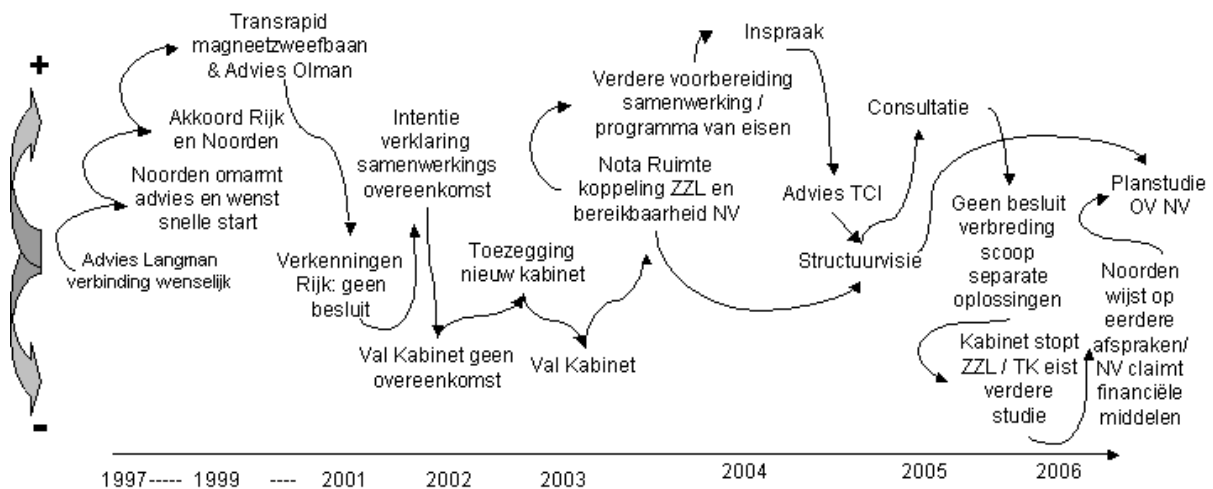 +
-
Advies Langman
verbinding wenselijk
Noorden omarmt
advies en wenst
snelle start
Akkoord Rijk
en Noorden
Transrapid
magneetzweefbaan
& Advies Olman
Verkenningen
Rijk: geen
besluit
Intentie
verklaring
samenwerkings
overeenkomst
Val Kabinet geen
overeenkomst
Toezegging
nieuw kabinet
Val Kabinet
Nota Ruimte
koppeling ZZL en
bereikbaarheid NV
Verdere voorbereiding
samenwerking /
programma van eisen
Inspraak
Advies TCI
Structuurvisie
Consultatie
Geen besluit
verbreding
scoop
separate
oplossingen
Kabinet stopt
ZZL / TK eist
verdere
studie
Noorden
wijst op
eerdere
afspraken/
NV claimt
financiële
middelen
Planstudie
OV NV
1997 ----- 1999 ---- 2001 2002 2003 2004 2005 2006